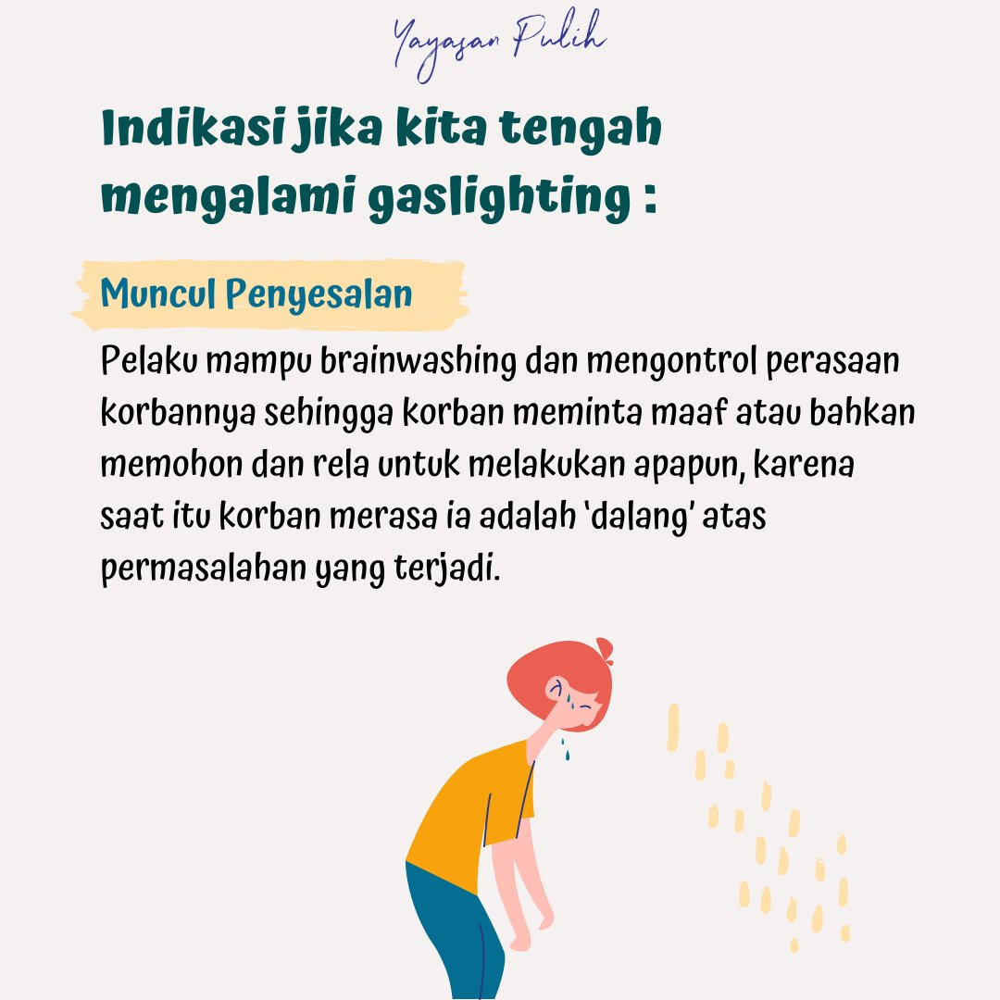 Yayasan Pulih
Indikasi jika kita tengah
mengalami gaslighting :
Muncul Penyesalan
Pelaku mampu brainwashing dan mengontrol perasaan
korbannya sehingga korban meminta maaf atau bahkan
memohon dan rela untuk melakukan apapun, karena
saat itu korban merasa ia adalah ‘dalang’ atas
permasalahan yang terjadi.